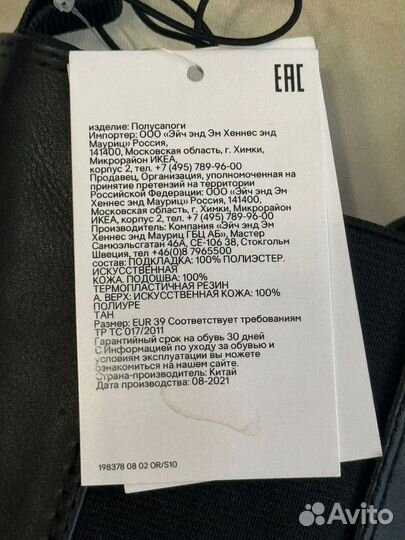 EAC
изделие: Полусапоги
Импортер: ООО «Эйч энд Эм Хеннес энд
Мауриц» Россия,
141400, Московская область, г. Химки,
Микрорайон ИКЕА,
корпус 2, тел. +7 (495) 789-96-00
Продавец, Организация, уполномоченная на
принятие претензий на территории
Российской Федерации: ООО «Эйч энд Эм
Хеннес энд Мауриц» Россия, 141400,
Московская область, г. Химки, Микрорайон
ИКЕА, корпус 2, тел. +7 (495) 789-96-00
Производитель: Компания «Эйч энд Эм
Хеннес энд Мауриц ГБЦ АБ», Мастер
Самюэльсгатан 46А, СЕ-106 38, Стокгольм
Швеция, тел +46(0)8 7965500
состав: ПОДКЛАДКА: 100% ПОЛИЭСТЕР.
ИСКУССТВЕННАЯ
КОЖА. ПОДОШВА: 100%
ТЕРМОПЛАСТИЧНАЯ РЕЗИН
А. ВЕРХ: ИСКУССТВЕННАЯ КОЖА: 100%
ПОЛИУРЕ
ТАН
Размер: EUR 39 Соответствует требованиям
ТР ТС 017/2011
Гарантийный срок на обувь 30 дней
С Информацией по уходу за обувью и
условиям эксплуатации вы можете
ознакомиться на нашем сайте.
Страна-производитель: Китай
Дата производства: 08-2021
198378 08 02 OR/S10
Avito